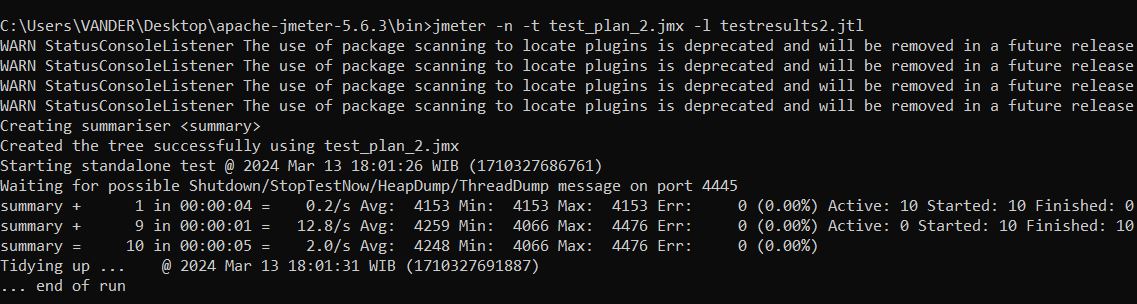 C:\Users\VANDER\Desktop\apache-jmeter-5.6.3\bin>jmeter -n -t test_plan_2.jmx -l testresults2.jtl
WARN StatusConsoleListener The use of package scanning to locate plugins is deprecated and will be removed in a future release
WARN StatusConsoleListener The use of package scanning to locate plugins is deprecated and will be removed in a future release
WARN StatusConsoleListener The use of package scanning to locate plugins is deprecated and will be removed in a future release
WARN StatusConsoleListener The use of package scanning to locate plugins is deprecated and will be removed in a future release
Creating summariser <summary>
Created the tree successfully using test_plan_2.jmx
Starting standalone test @ 2024 Mar 13 18:01:26 WIB (1710327686761)
Waiting for possible Shutdown/StopTestNow/HeapDump/ThreadDump message on port 4445
summary +      1 in 00:00:04 =    0.2/s Avg:  4153 Min:  4153 Max:  4153 Err:     0 (0.00%) Active: 10 Started: 10 Finished: 0
summary +      9 in 00:00:01 =   12.8/s Avg:  4259 Min:  4066 Max:  4476 Err:     0 (0.00%) Active: 0 Started: 10 Finished: 10
summary =     10 in 00:00:05 =    2.0/s Avg:  4248 Min:  4066 Max:  4476 Err:     0 (0.00%)
Tidying up ...    @ 2024 Mar 13 18:01:31 WIB (1710327691887)
... end of run